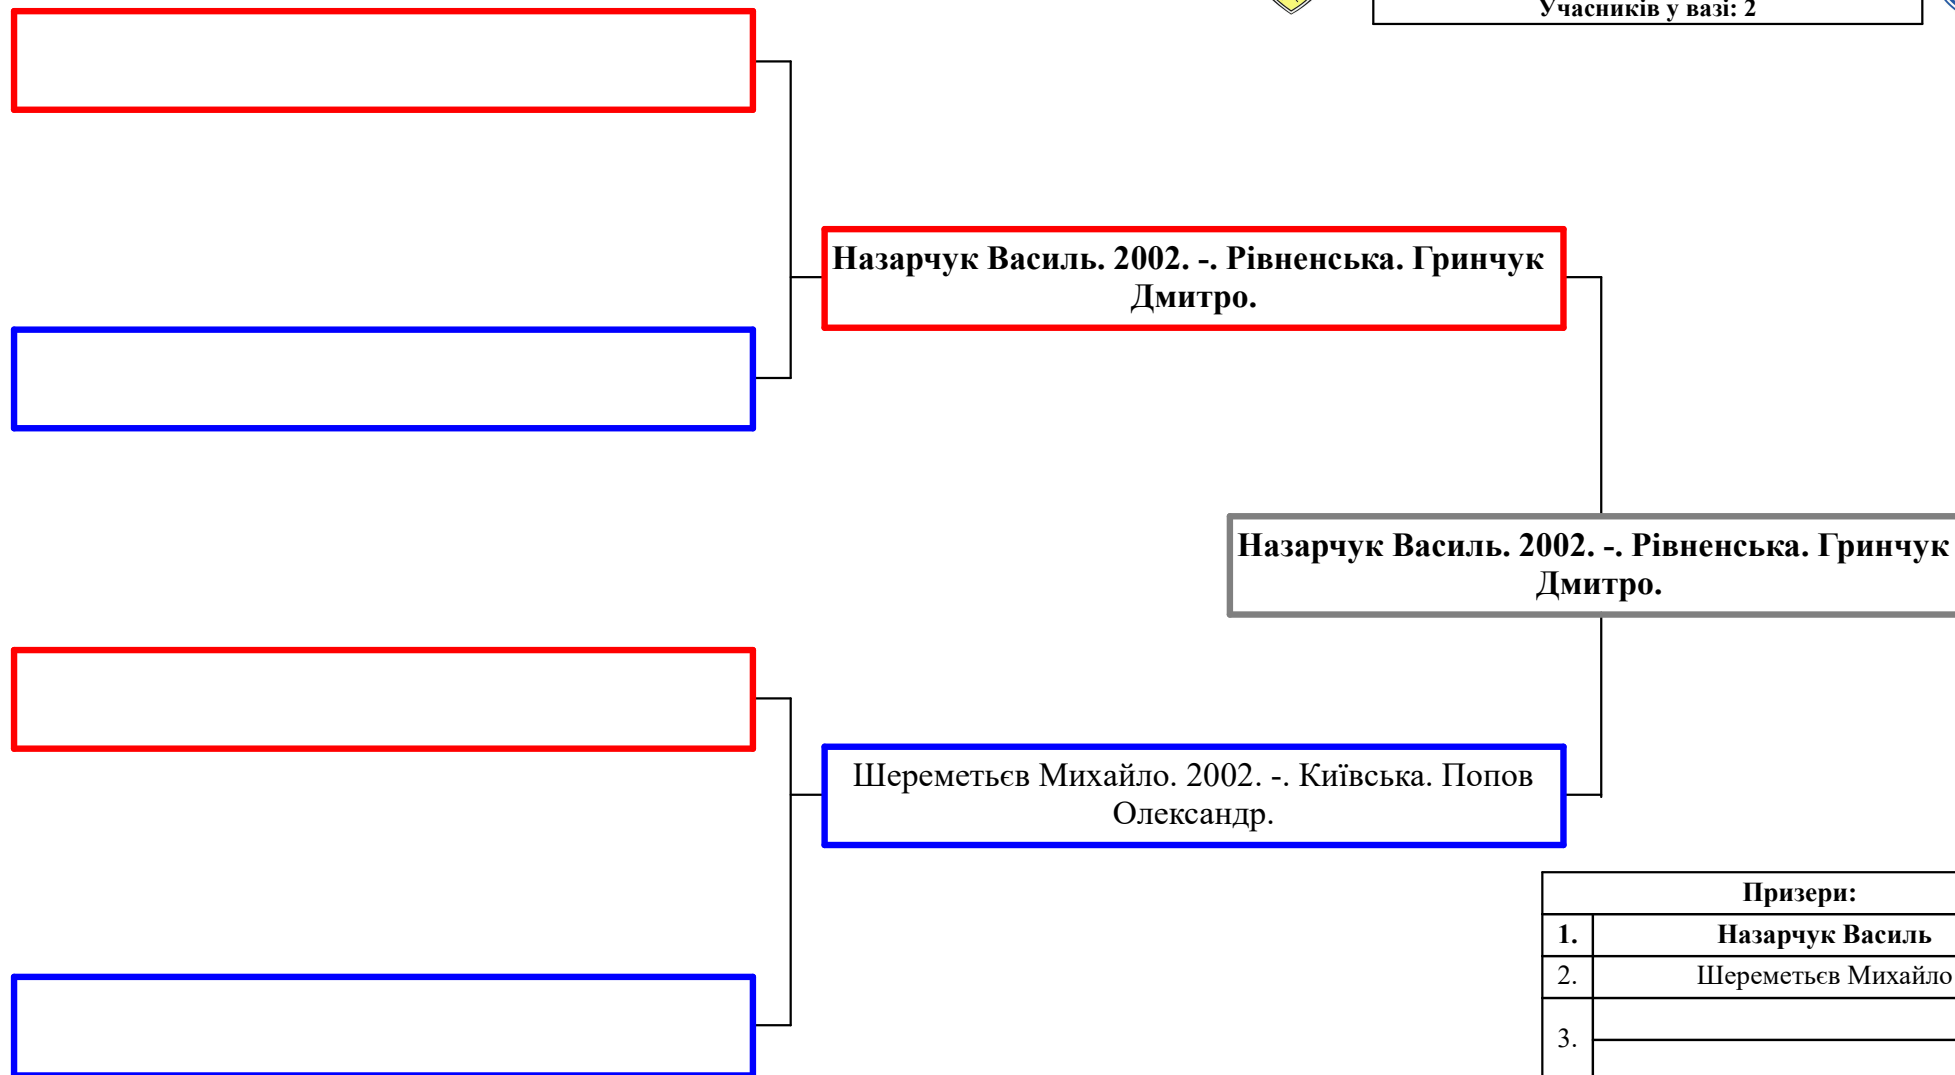 Учасників у вазі: 2
Назарчук Василь. 2002. -. Рівненська. Гринчук
Дмитро.
Назарчук Василь. 2002. -. Рівненська. Гринчук
Дмитро.
Шереметьєв Михайло. 2002. -. Київська. Попов
Олександр.
Призери:
1. Назарчук Василь
2. Шереметьєв Михайло
3.